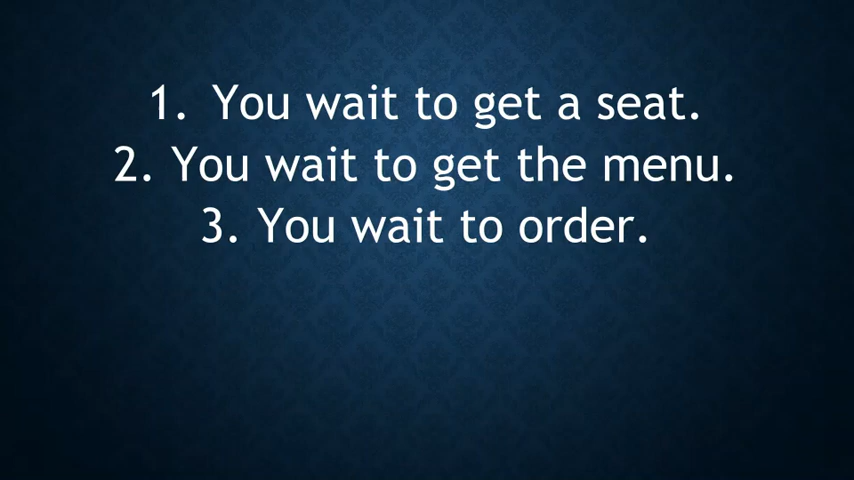 1. You wait to get a seat.
2. You wait to get the menu.
3. You wait to order.